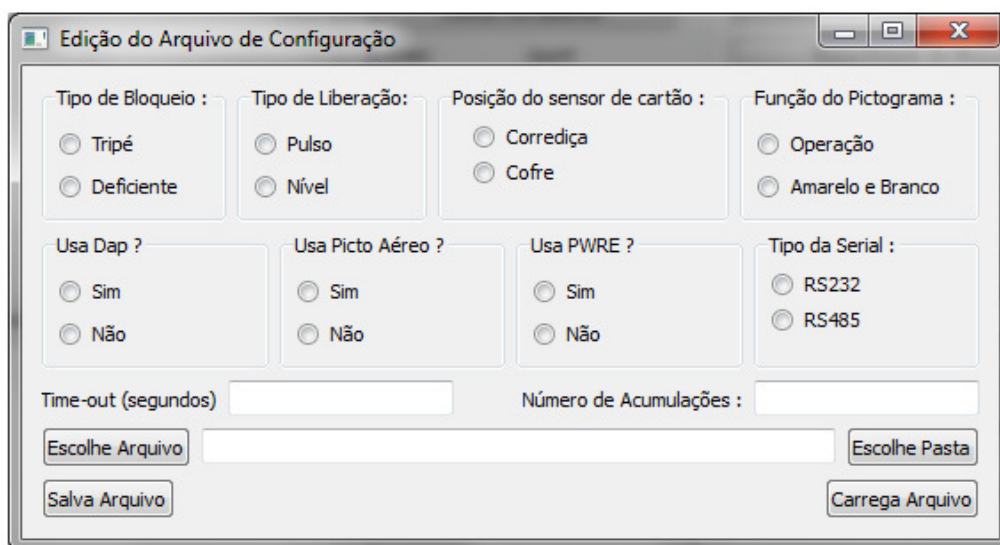 Edição do Arquivo de Configuração
Tipo de Bloqueio : Tipo de Liberação: Posição do sensor de cartão : Função do Pictograma :
Tripé Pulso Corrediça Operação
Deficiente Nível Cofre Amarelo e Branco
Usa Dap ? Usa Picto Aéreo ? Usa PWRE ? Tipo da Serial :
Sim Sim Sim RS232
Não Não Não RS485
Time-out (segundos) Número de Acumulações :
Escolhe Arquivo Escolhe Pasta
Salva Arquivo Carrega Arquivo